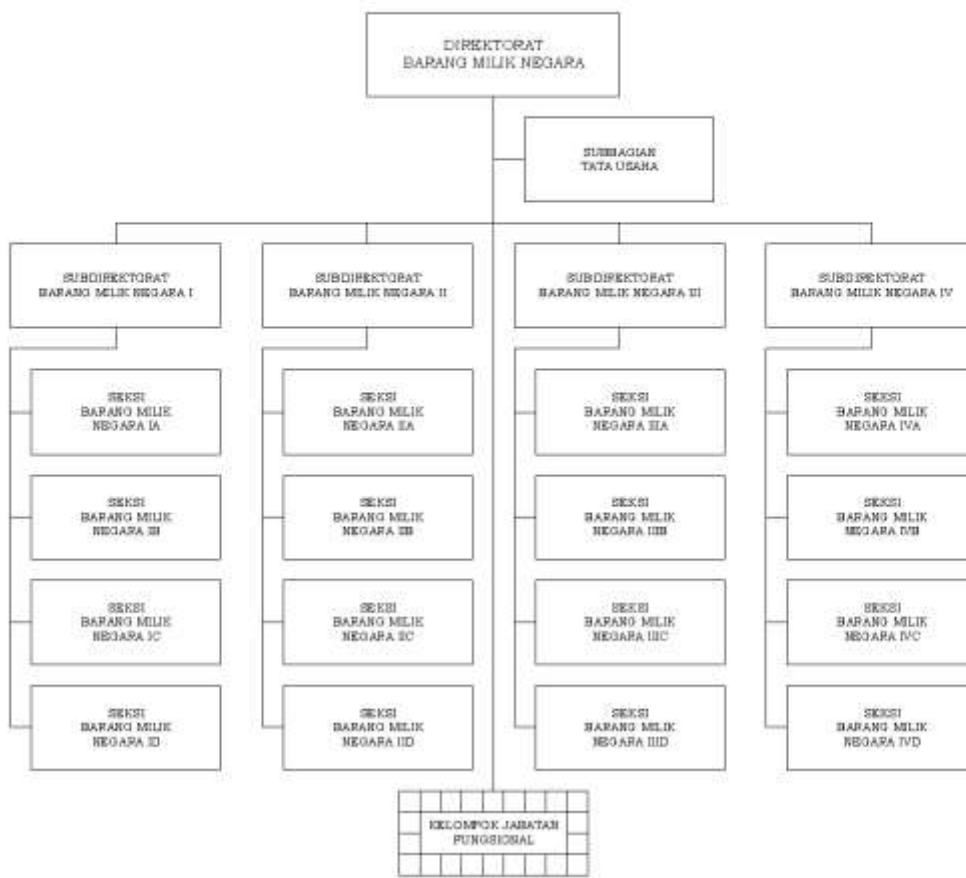 DIREKTORAT
BARANG MILIK NEGARA
SUBBAGIAN
TATA USAHA
SUBDIREKTORAT
BARANG MILIK NEGARA I
SUBDIREKTORAT
BARANG MILIK NEGARA II
SUBDIREKTORAT
BARANG MILIK NEGARA III
SUBDIREKTORAT
BARANG MILIK NEGARA IV
SEKSI
BARANG MILIK
NEGARA IA
SEKSI
BARANG MILIK
NEGARA IIA
SEKSI
BARANG MILIK
NEGARA IIIA
SEKSI
BARANG MILIK
NEGARA IVA
SEKSI
BARANG MILIK
NEGARA IB
SEKSI
BARANG MILIK
NEGARA IIB
SEKSI
BARANG MILIK
NEGARA IIIB
SEKSI
BARANG MILIK
NEGARA IVB
SEKSI
BARANG MILIK
NEGARA IC
SEKSI
BARANG MILIK
NEGARA IIC
SEKSI
BARANG MILIK
NEGARA IIIC
SEKSI
BARANG MILIK
NEGARA IVC
SEKSI
BARANG MILIK
NEGARA ID
SEKSI
BARANG MILIK
NEGARA IID
SEKSI
BARANG MILIK
NEGARA IIID
SEKSI
BARANG MILIK
NEGARA IVD
KELOMPOK JABATAN
FUNGSIONAL